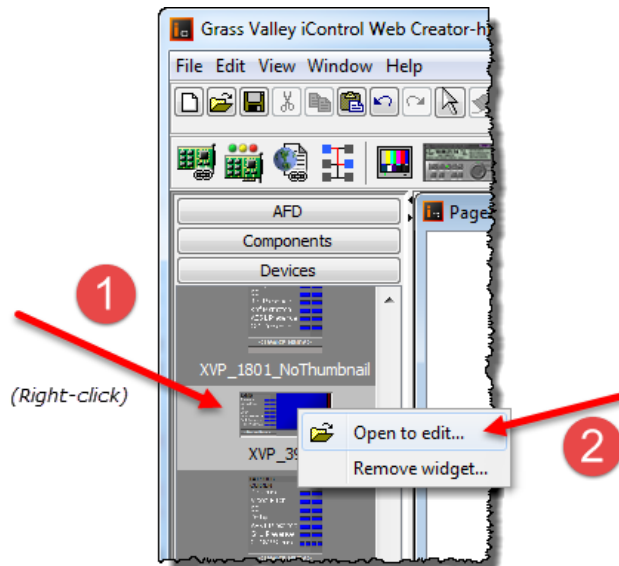 Grass Valley iControl Web Creator-h
File Edit View Window Help
AFD
Components
Devices
Page
1
XVP_1801_NoThumbnail
(Right-click)
Open to edit...
2
XVP_39
Remove widget...